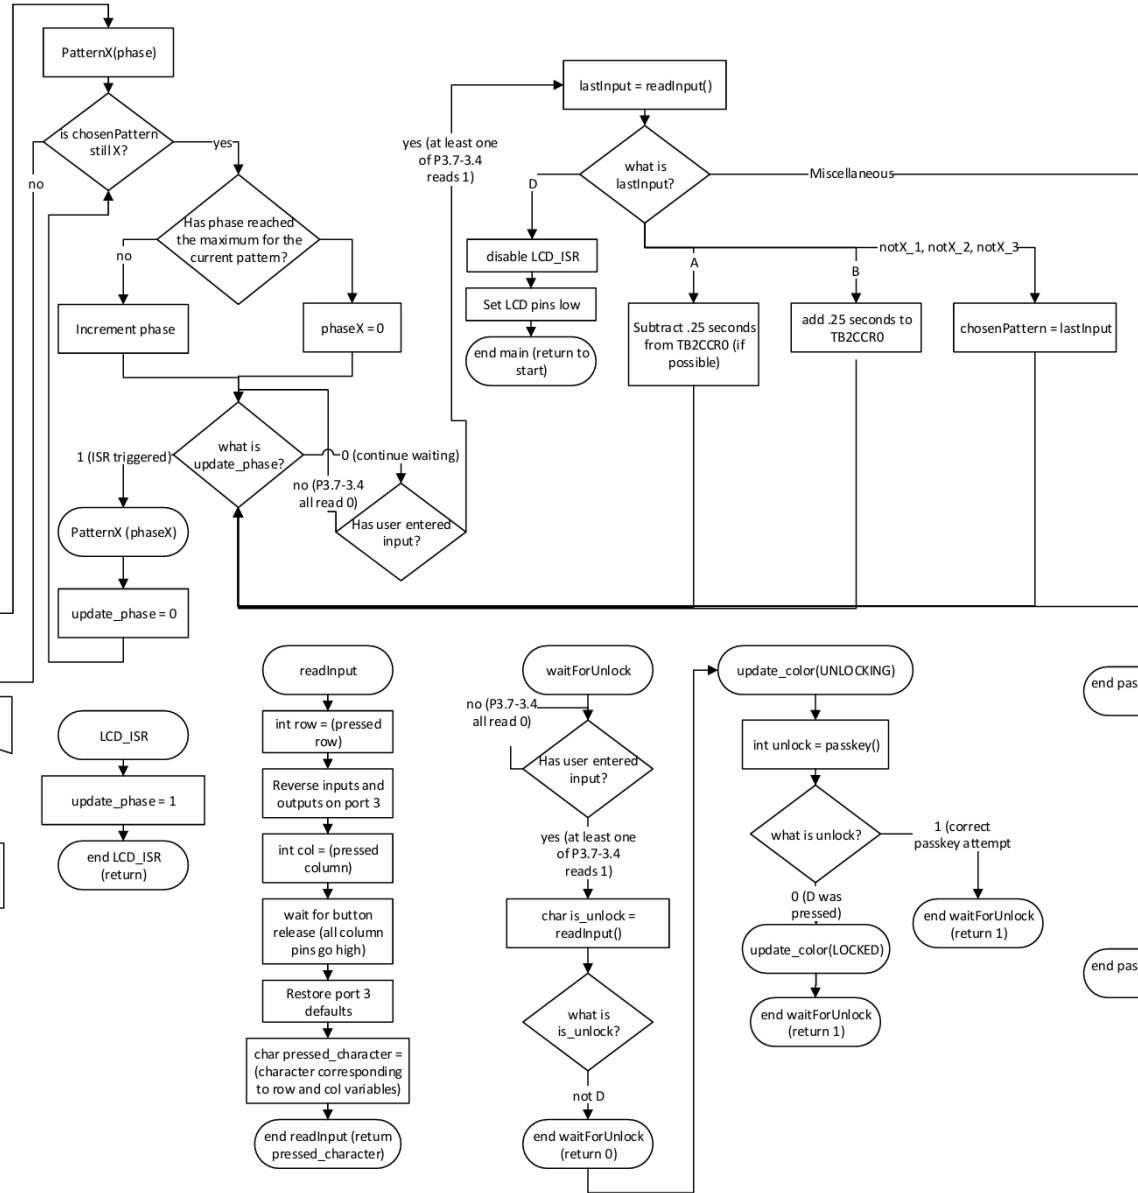 PatternX(phase)
is chosenPattern
still X?
yes
no
Has phase reached
the maximum for the
current pattern?
no
Increment phase
phaseX = 0
what is
update_phase?
1 (ISR triggered)
0 (continue waiting)
no (P3.7-3.4
all read 0)
Has user entered
input?
PatternX (phaseX)
update_phase = 0
yes (at least one
of P3.7-3.4
reads 1)
lastInput = readInput()
what is
lastInput?
D
Miscellaneous
disable LCD_ISR
Set LCD pins low
end main (return to
start)
A
B
notX_1, notX_2, notX_3
Subtract .25 seconds
from TB2CCR0 (if
possible)
add .25 seconds to
TB2CCR0
chosenPattern = lastInput
LCD_ISR
update_phase = 1
end LCD_ISR
(return)
readInput
int row = (pressed
row)
Reverse inputs and
outputs on port 3
int col = (pressed
column)
wait for button
release (all column
pins go high)
Restore port 3
defaults
char pressed_character =
(character corresponding
to row and col variables)
end readInput (return
pressed_character)
waitForUnlock
no (P3.7-3.4
all read 0)
Has user entered
input?
yes (at least one
of P3.7-3.4
reads 1)
char is_unlock =
readInput()
what is
is_unlock?
not D
end waitForUnlock
(return 0)
update_color(UNLOCKING)
int unlock = passkey()
what is unlock?
1 (correct
passkey attempt
0 (D was
pressed)
end waitForUnlock
(return 1)
update_color(LOCKED)
end waitForUnlock
(return 1)
end pas
end pas